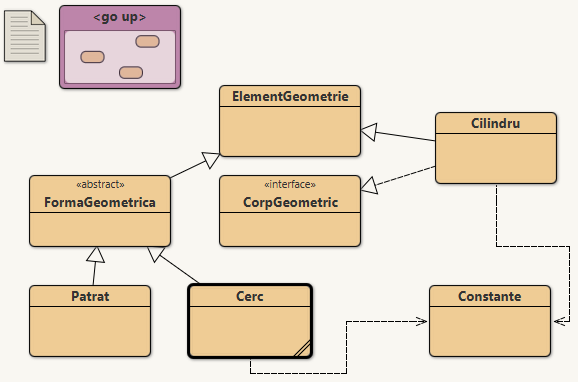 <go up>
ElementGeometrie
Cilindru
«abstract»
FormaGeometrica
«interface»
CorpGeometric
Patrat
Cerc
Constante